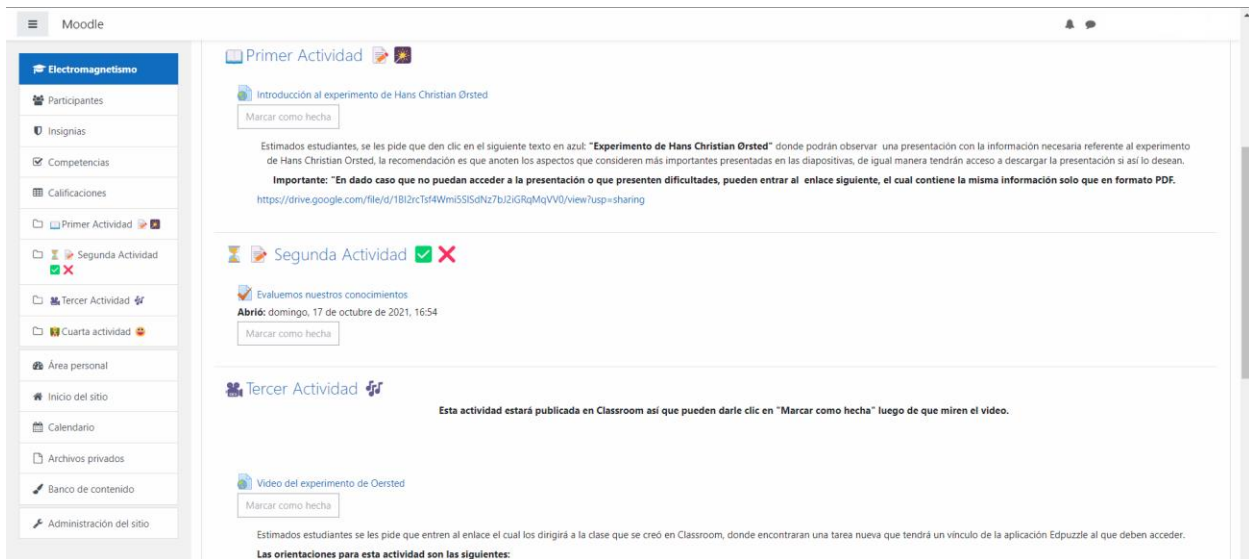 Moodle
Electromagnetismo
Participantes
Insignias
Competencias
Calificaciones
Primer Actividad
Segunda Actividad
Tercer Actividad
Cuarta actividad
Área personal
Inicio del sitio
Calendario
Archivos privados
Banco de contenido
Administración del sitio
Primer Actividad
Introducción al experimento de Hans Christian Ørsted
Marcar como hecha
Estimados estudiantes, se les pide que den clic en el siguiente texto en azul: "Experimento de Hans Christian Ørsted" donde podrán observar una presentación con la información necesaria referente al experimento
de Hans Christian Orsted, la recomendación es que anoten los aspectos que consideren más importantes presentadas en las diapositivas, de igual manera tendrán acceso a descargar la presentación si así lo desean.
Importante: "En dado caso que no puedan acceder a la presentación o que presenten dificultades, pueden entrar al enlace siguiente, el cual contiene la misma información solo que en formato PDF.
Segunda Actividad
Evaluemos nuestros conocimientos
Abrió: domingo, 17 de octubre de 2021, 16:54
Marcar como hecha
Tercer Actividad
Esta actividad estará publicada en Classroom así que pueden darle clic en "Marcar como hecha" luego de que miren el video.
Video del experimento de Oersted
Marcar como hecha
Estimados estudiantes se les pide que entren al enlace el cual los dirigirá a la clase que se creó en Classroom, donde encontraran una tarea nueva que tendrá un vínculo de la aplicación Edpuzzle al que deben acceder.
Las orientaciones para esta actividad son las siguientes: